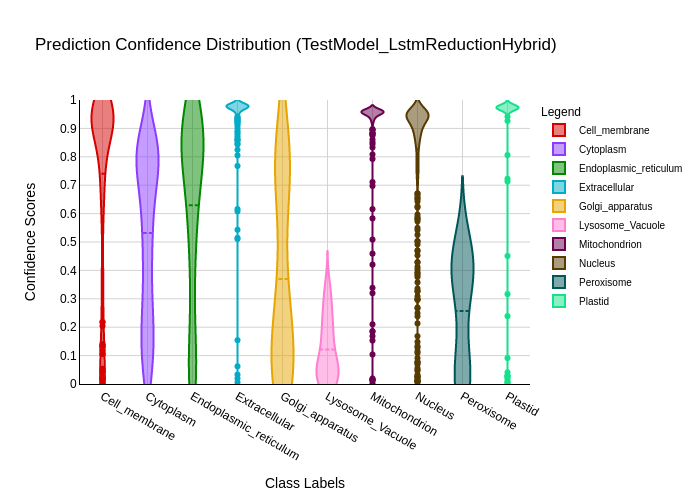 Prediction Confidence Distribution (TestModel_LstmReductionHybrid)
Confidence Scores
1
0.9
0.8
0.7
0.6
0.5
0.4
0.3
0.2
0.1
0
Cell_membrane
Cytoplasm
Endoplasmic_reticulum
Extracellular
Golgi_apparatus
Lysosome_Vacuole
Mitochondrion
Nucleus
Peroxisome
Plastid
Class Labels
Legend
Cell_membrane
Cytoplasm
Endoplasmic_reticulum
Extracellular
Golgi_apparatus
Lysosome_Vacuole
Mitochondrion
Nucleus
Peroxisome
Plastid